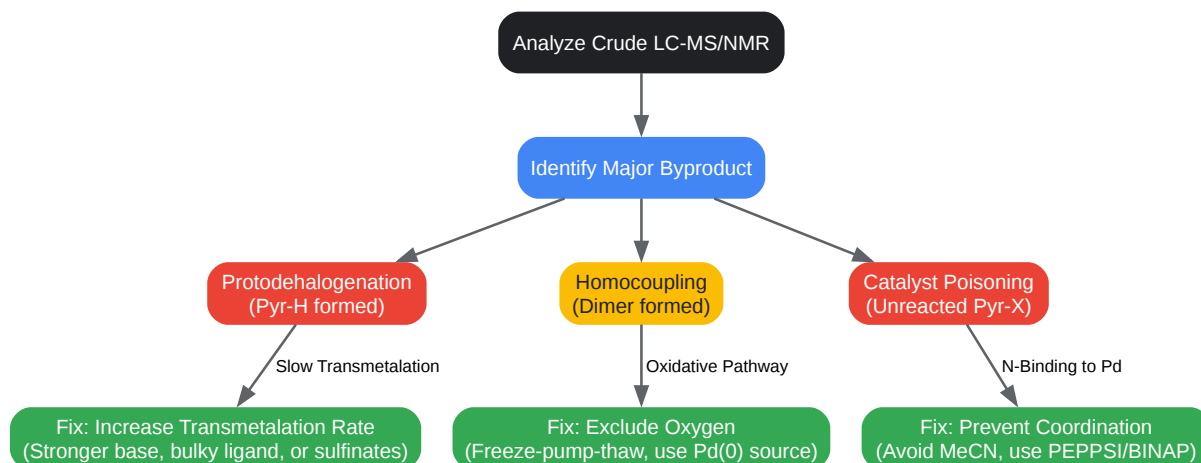 Analyze Crude LC-MS/NMR
Identify Major Byproduct
Protodehalogenation
(Pyr-H formed)
Homocoupling
(Dimer formed)
Catalyst Poisoning
(Unreacted Pyr-X)
Slow Transmetalation
Oxidative Pathway
N-Binding to Pd
Fix: Increase Transmetalation Rate
(Stronger base, bulky ligand, or sulfinates)
Fix: Exclude Oxygen
(Freeze-pump-thaw, use Pd(0) source)
Fix: Prevent Coordination
(Avoid MeCN, use PEPPSI/BINAP)